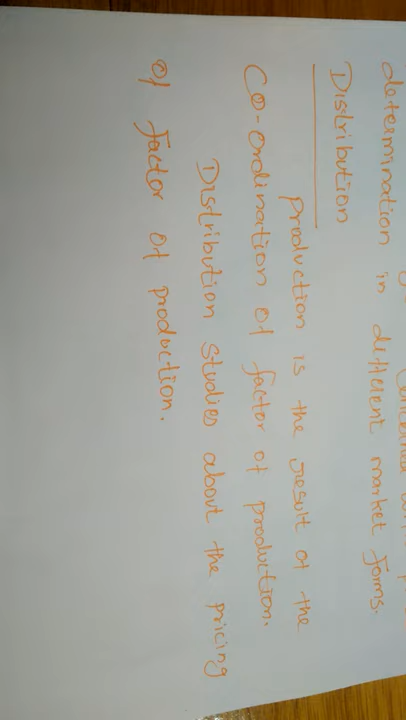 determination in different market forms.
Distribution
Production is the result of the
Co-ordination of factor of production.
Distribution Studies about the pricing
of factor of production.